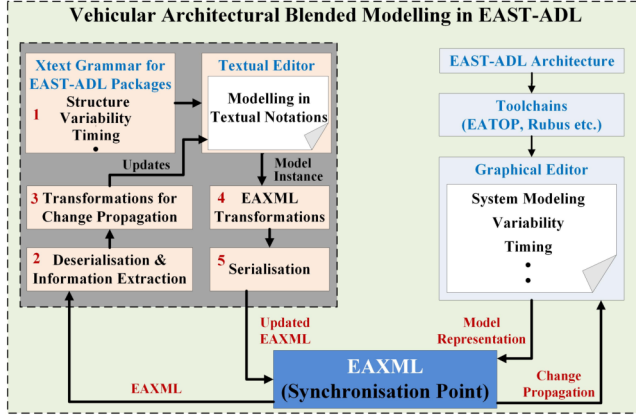 Vehicular Architectural Blended Modelling in EAST-ADL
Xtext Grammar for
EAST-ADL Packages
1
Structure
Variability
Timing
•
Textual Editor
Modelling in
Textual Notations
Updates
Model
Instance
3
Transformations for
Change Propagation
4
EAXML
Transformations
2
Deserialisation &
Information Extraction
5
Serialisation
EAST-ADL Architecture
Toolchains
(EATOP, Rubus etc.)
Graphical Editor
System Modeling
Variability
Timing
•
•
Updated
EAXML
Model
Representation
EAXML
EAXML
(Synchronisation Point)
Change
Propagation